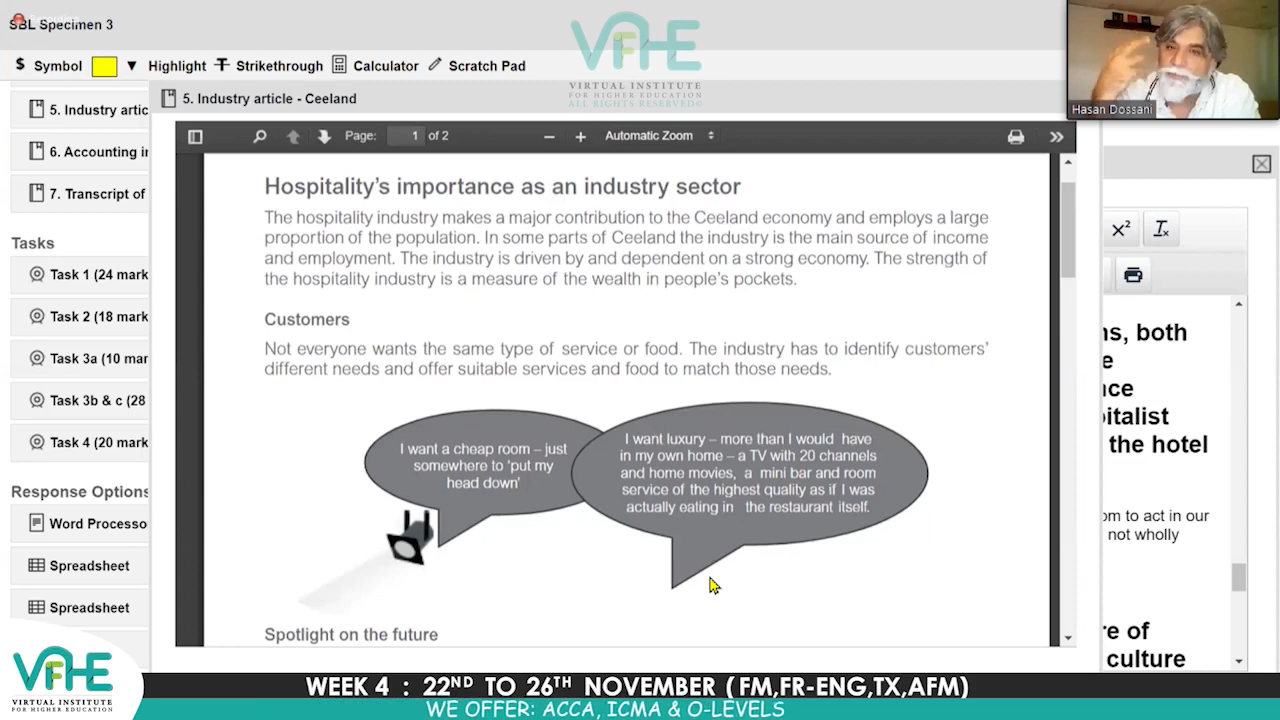 SBL Specimen 3
$ Symbol
Highlight
Strikethrough
Calculator
Scratch Pad
VIRTUAL INSTITUTE
FOR HIGHER EDUCATION
ALL RIGHTS RESERVED©
Hasan Dossani
5. Industry artic
6. Accounting in
7. Transcript of
Tasks
Task 1 (24 mark
Task 2 (18 mark
Task 3a (10 mar
Task 3b & c (28
Task 4 (20 mark
Response Options
Word Processo
Spreadsheet
Spreadsheet
5. Industry article - Ceeland
Page: 1 of 2
Automatic Zoom
Hospitality's importance as an industry sector
The hospitality industry makes a major contribution to the Ceeland economy and employs a large
proportion of the population. In some parts of Ceeland the industry is the main source of income
and employment. The industry is driven by and dependent on a strong economy. The strength of
the hospitality industry is a measure of the wealth in people's pockets.
Customers
Not everyone wants the same type of service or food. The industry has to identify customers'
different needs and offer suitable services and food to match those needs.
I want a cheap room – just
somewhere to 'put my
head down'
I want luxury – more than I would have
in my own home – a TV with 20 channels
and home movies, a mini bar and room
service of the highest quality as if I was
actually eating in the restaurant itself.
Spotlight on the future
ns, both
e
nce
pitalist
the hotel
om to act in our
not wholly
re of
culture
VIHE
VIRTUAL INSTITUTE
FOR HIGHER EDUCATION
WEEK 4 : 22ND TO 26TH NOVEMBER (FM,FR-ENG,TX,AFM)
WE OFFER: ACCA, ICMA & O-LEVELS